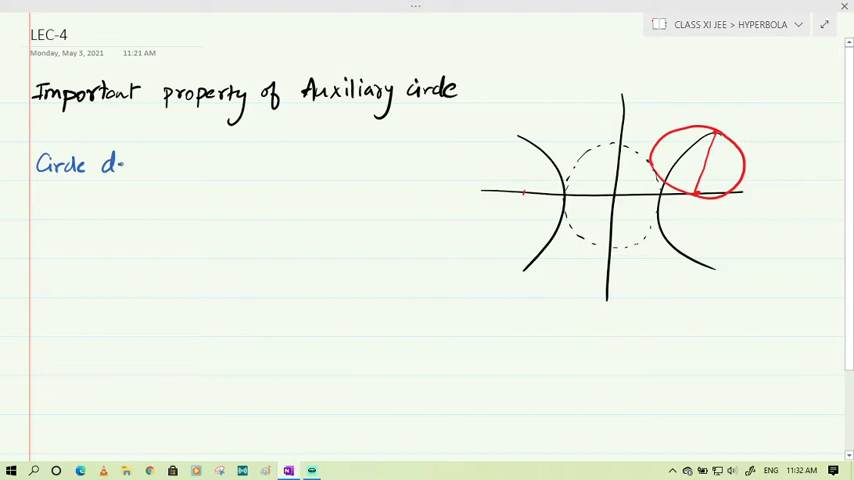 CLASS XI JEE > HYPERBOLA
LEC-4
Monday, May 3, 2021 11:21 AM
Important property of Auxiliary circle
Circle d
ENG 11:32 AM